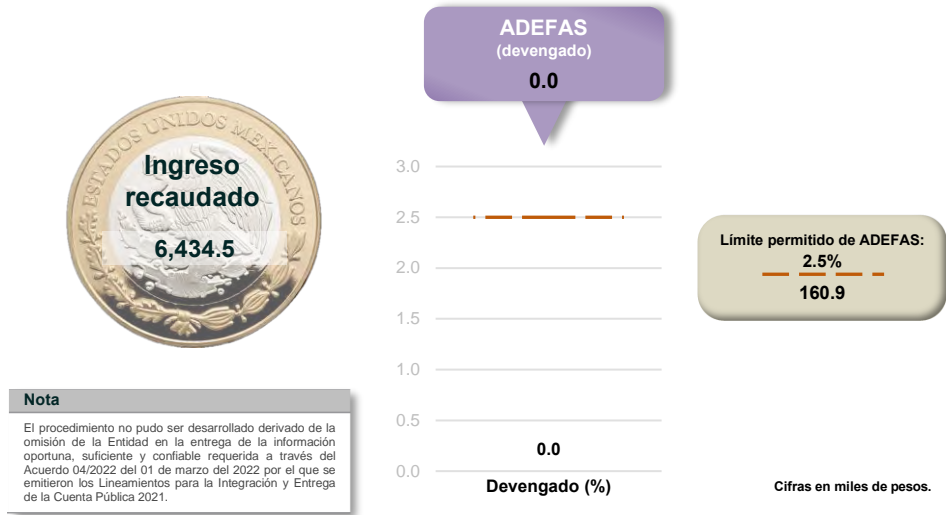 ADEFAS
(devengado)
0.0
ESTADOS UNIDOS MEXICANOS
Ingreso
recaudado
6,434.5
3.0
2.5
2.0
1.5
1.0
0.5
0.0
0.0
Devengado (%)
Límite permitido de ADEFAS:
2.5%
160.9
Nota
El procedimiento no pudo ser desarrollado derivado de la
omisión de la Entidad en la entrega de la información
oportuna, suficiente y confiable requerida a través del
Acuerdo 04/2022 del 01 de marzo del 2022 por el que se
emitieron los Lineamientos para la Integración y Entrega
de la Cuenta Pública 2021.
Cifras en miles de pesos.